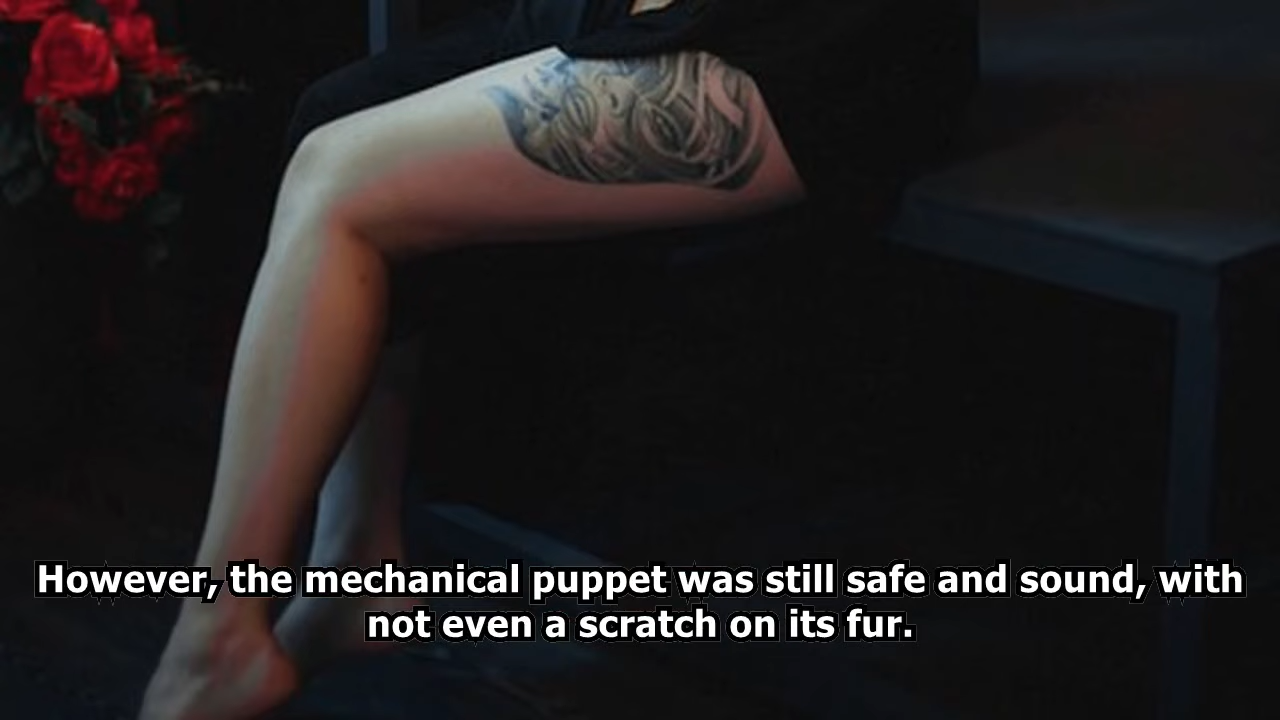 However, the mechanical puppet was still safe and sound, with
not even a scratch on its fur.